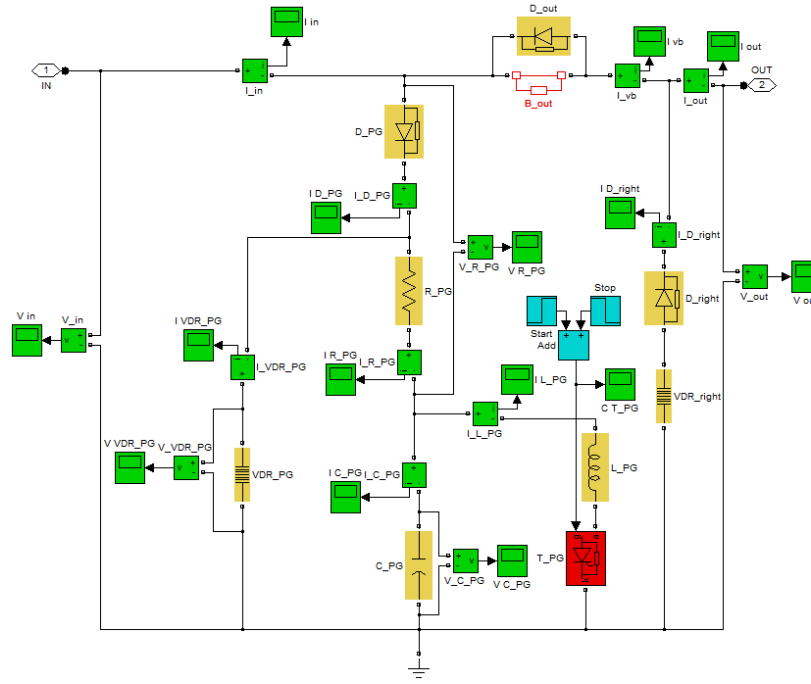 D_out
I in
I vb
I out
1
IN
I_in
B_out
I_vb
I_out
OUT
2
D_PG
I D_PG
I_D_PG
I D_right
I_D_right
V_R_PG
V R_PG
R_PG
D_right
V_out
V ou
Stop
Start
Add
V in
V_in
I VDR_PG
I_VDR_PG
I R_PG
I_R_PG
I L_PG
I_L_PG
C T_PG
VDR_right
V VDR_PG
V_VDR_PG
VDR_PG
I C_PG
I_C_PG
L_PG
C_PG
V_C_PG
V C_PG
T_PG